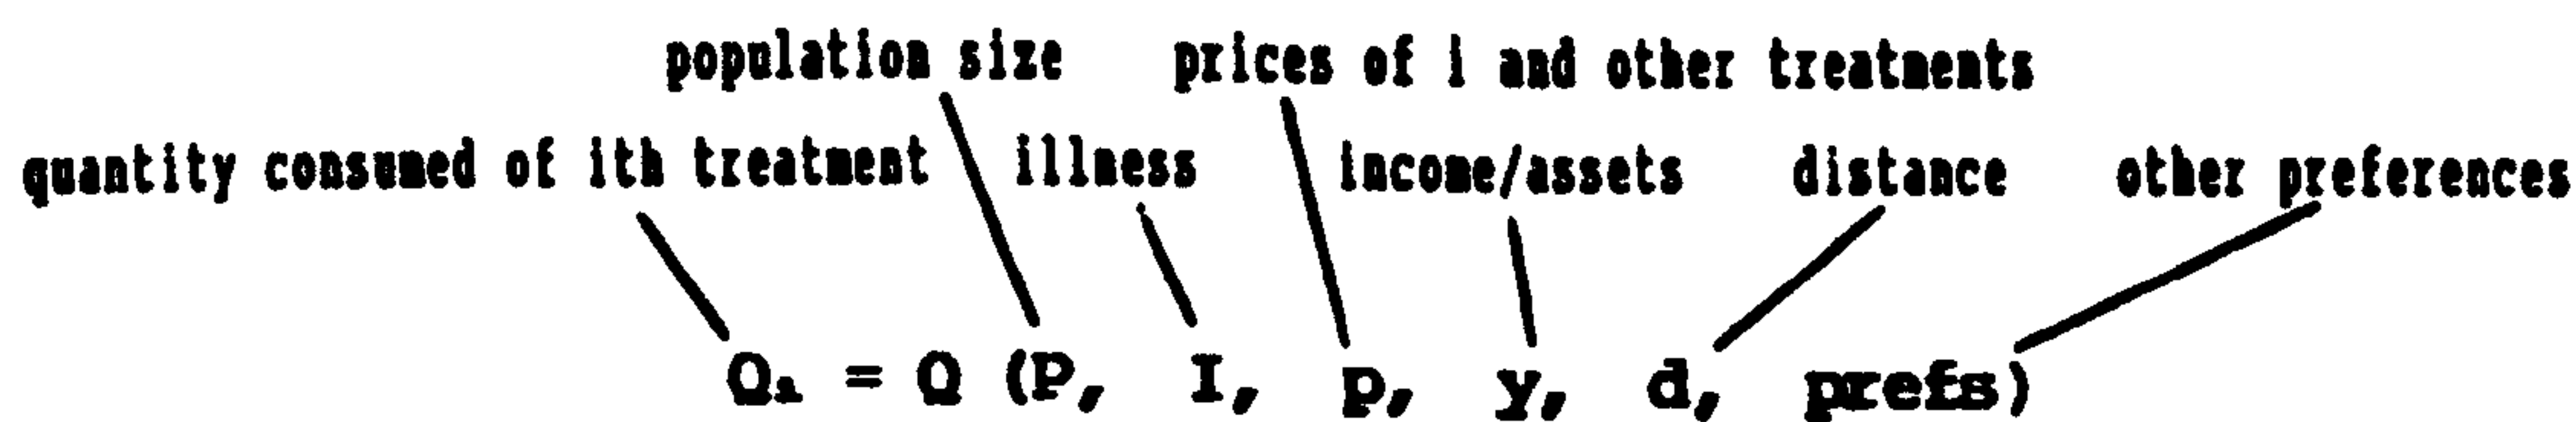 population size prices of i and other treatments
quantity consumed of ith treatment illness income/assets distance other preferences
Qi = Q (P, I, p, y, d, prefs)